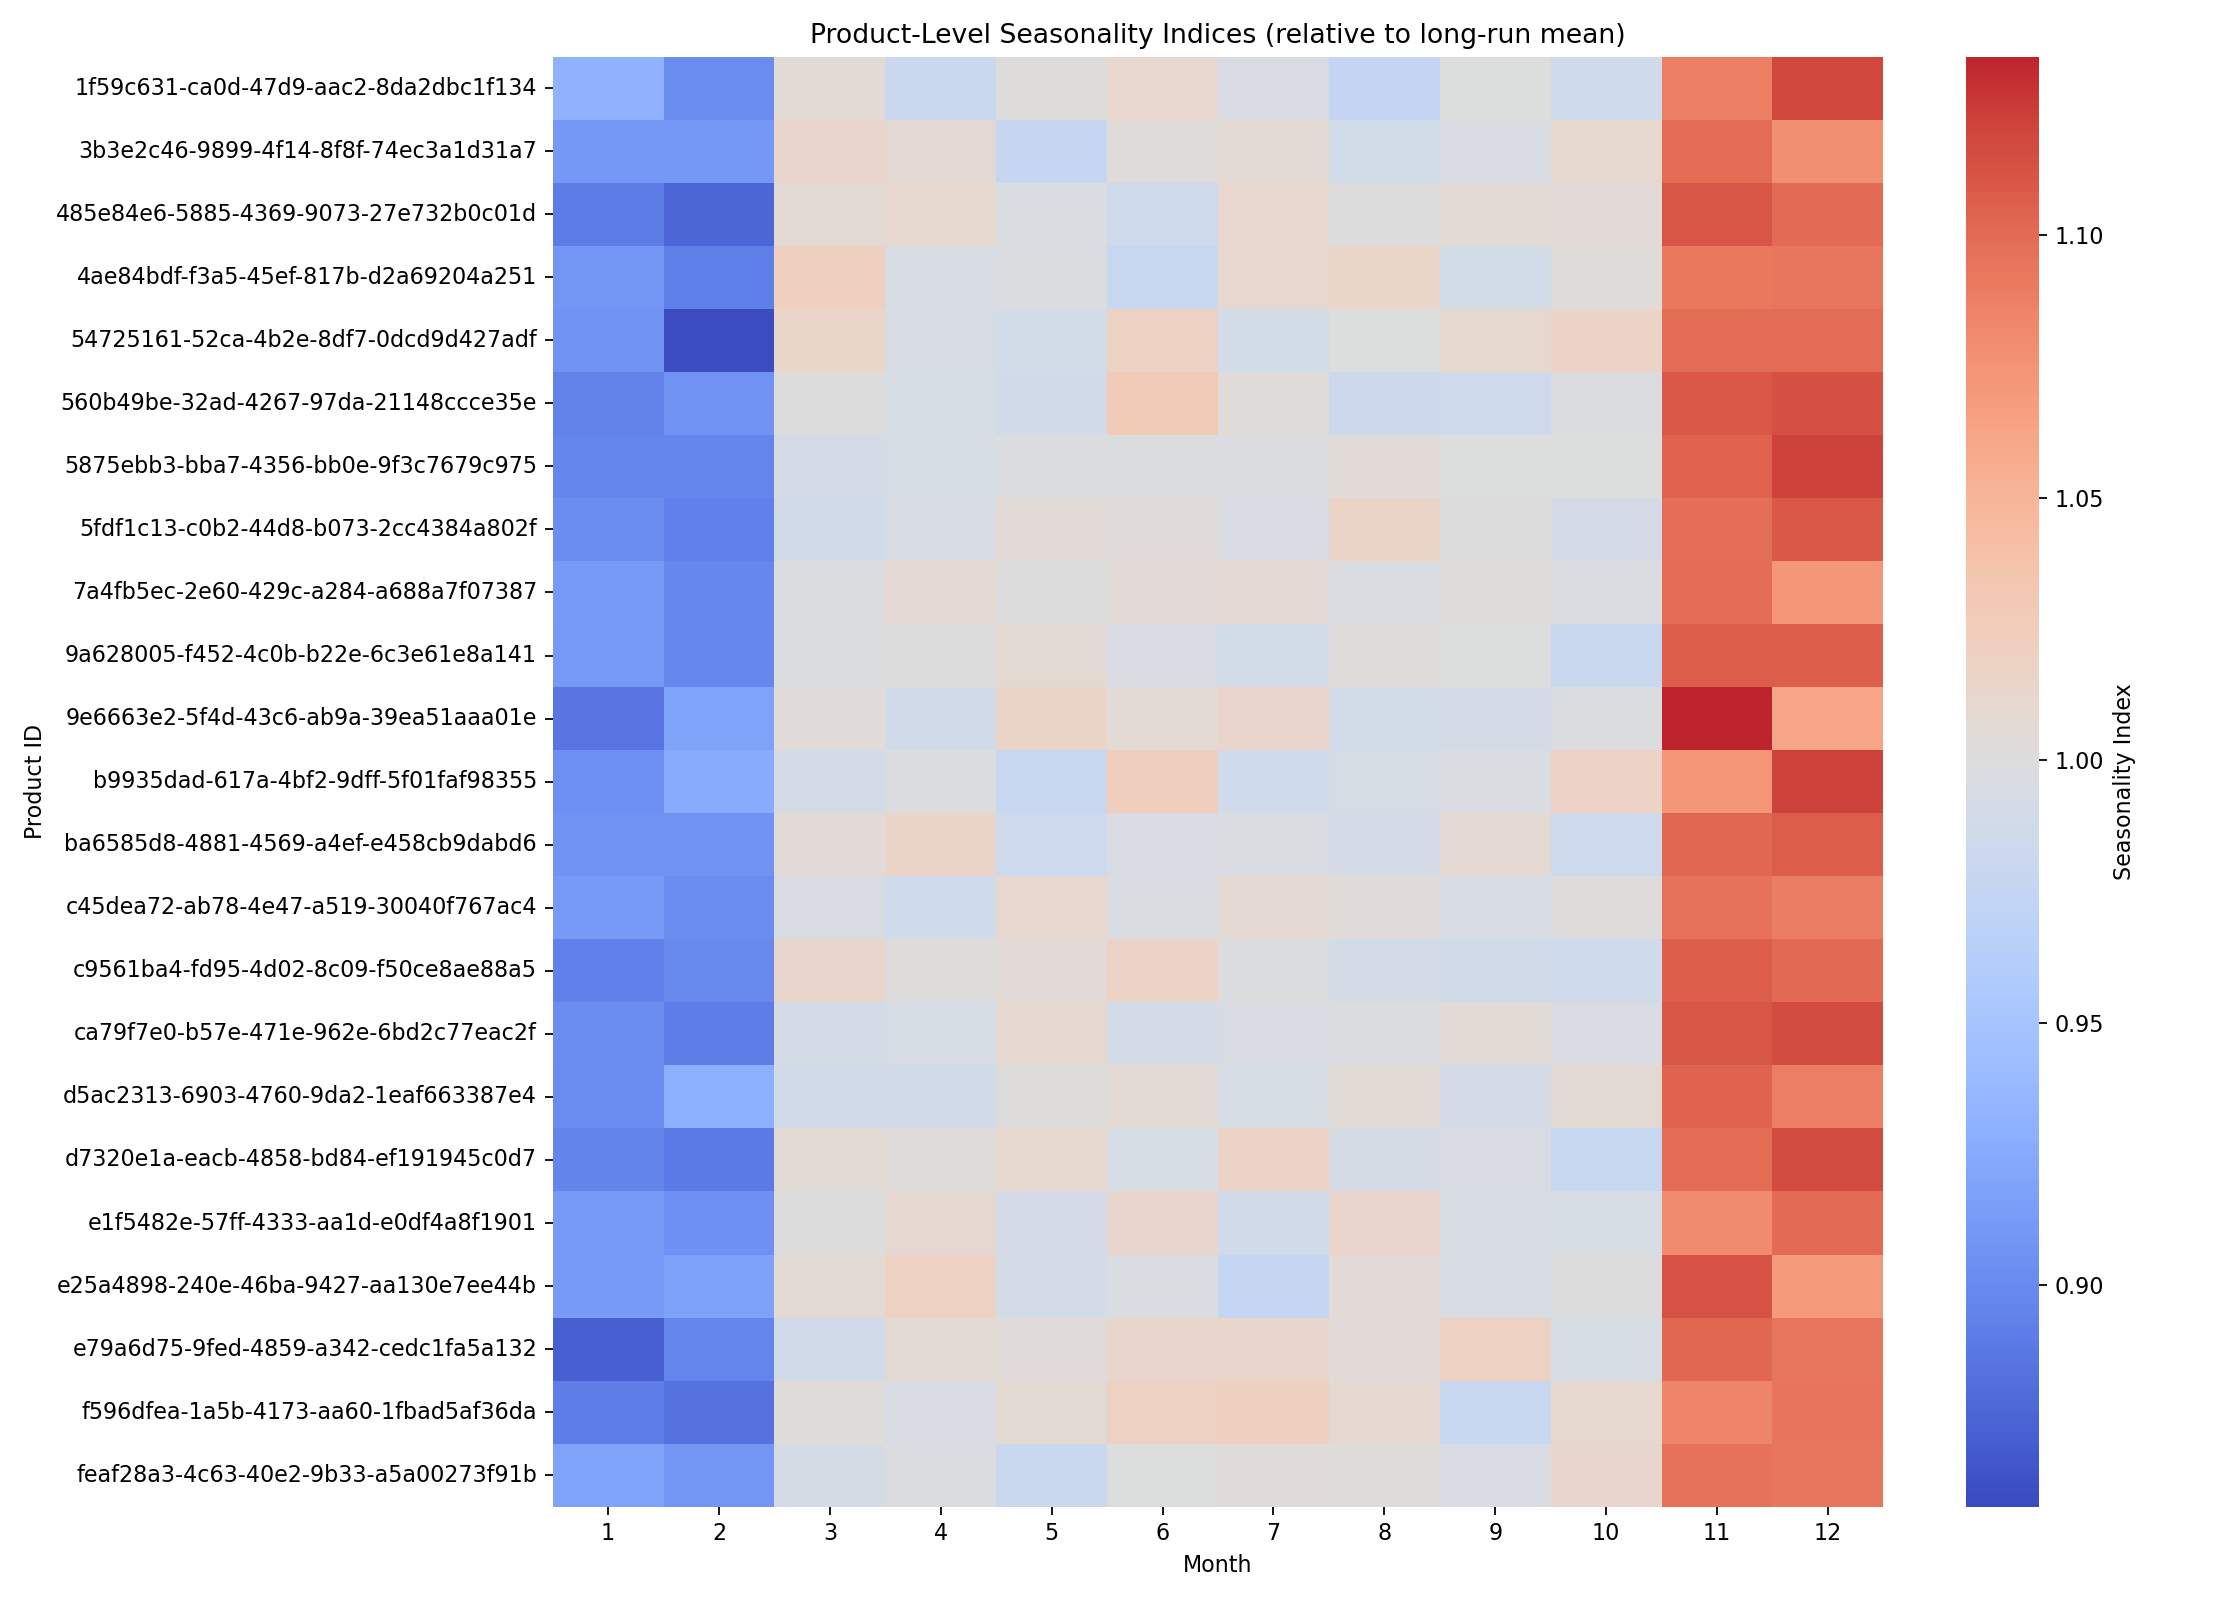 Product-Level Seasonality Indices (relative to long-run mean)
Product ID
1f59c631-ca0d-47d9-aac2-8da2dbc1f134
3b3e2c46-9899-4f14-8f8f-74ec3a1d31a7
485e84e6-5885-4369-9073-27e732b0c01d
4ae84bdf-f3a5-45ef-817b-d2a69204a251
54725161-52ca-4b2e-8df7-0dcd9d427adf
560b49be-32ad-4267-97da-21148ccce35e
5875ebb3-bba7-4356-bb0e-9f3c7679c975
5fdf1c13-c0b2-44d8-b073-2cc4384a802f
7a4fb5ec-2e60-429c-a284-a688a7f07387
9a628005-f452-4c0b-b22e-6c3e61e8a141
9e6663e2-5f4d-43c6-ab9a-39ea51aaa01e
b9935dad-617a-4bf2-9dff-5f01faf98355
ba6585d8-4881-4569-a4ef-e458cb9dabd6
c45dea72-ab78-4e47-a519-30040f767ac4
c9561ba4-fd95-4d02-8c09-f50ce8ae88a5
ca79f7e0-b57e-471e-962e-6bd2c77eac2f
d5ac2313-6903-4760-9da2-1eaf663387e4
d7320e1a-eacb-4858-bd84-ef191945c0d7
e1f5482e-57ff-4333-aa1d-e0df4a8f1901
e25a4898-240e-46ba-9427-aa130e7ee44b
e79a6d75-9fed-4859-a342-cedc1fa5a132
f596dfea-1a5b-4173-aa60-1fbad5af36da
feaf28a3-4c63-40e2-9b33-a5a00273f91b
1 2 3 4 5 6 7 8 9 10 11 12
Month
1.10
1.05
1.00
0.95
0.90
Seasonality Index